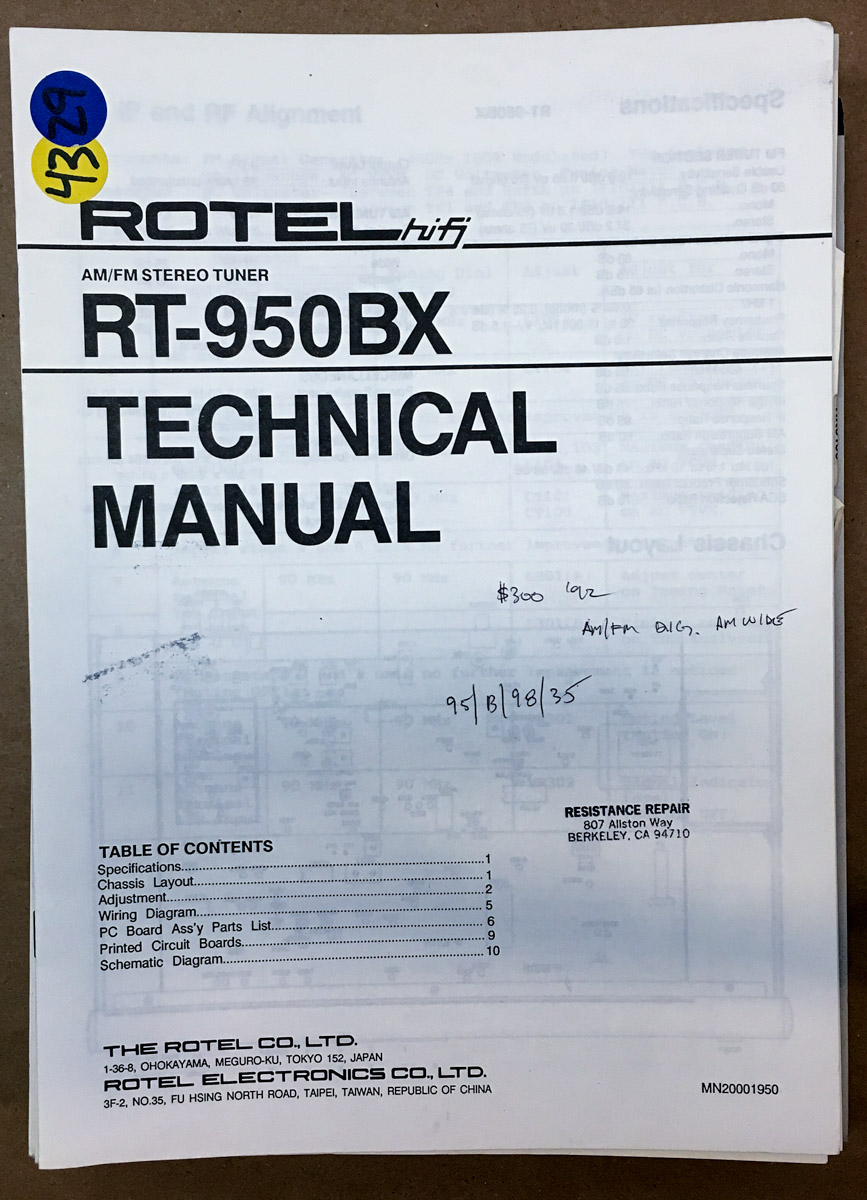 4329
ROTEL hifi
AM/FM STEREO TUNER
RT-950BX
TECHNICAL
MANUAL
$300 '92
AM/FM DIG. AM WIDE
95/B/98/35
RESISTANCE REPAIR
807 Allston Way
BERKELEY, CA 94710
TABLE OF CONTENTS
Specifications..........1
Chassis Layout..........1
Adjustment..........2
Wiring Diagram..........5
PC Board Ass'y Parts List..........6
Printed Circuit Boards..........9
Schematic Diagram..........10
THE ROTEL CO., LTD.
1-36-8, OHOKAYAMA, MEGURO-KU, TOKYO 152, JAPAN
ROTEL ELECTRONICS CO., LTD.
3F-2, NO.35, FU HSING NORTH ROAD, TAIPEI, TAIWAN, REPUBLIC OF CHINA
MN20001950